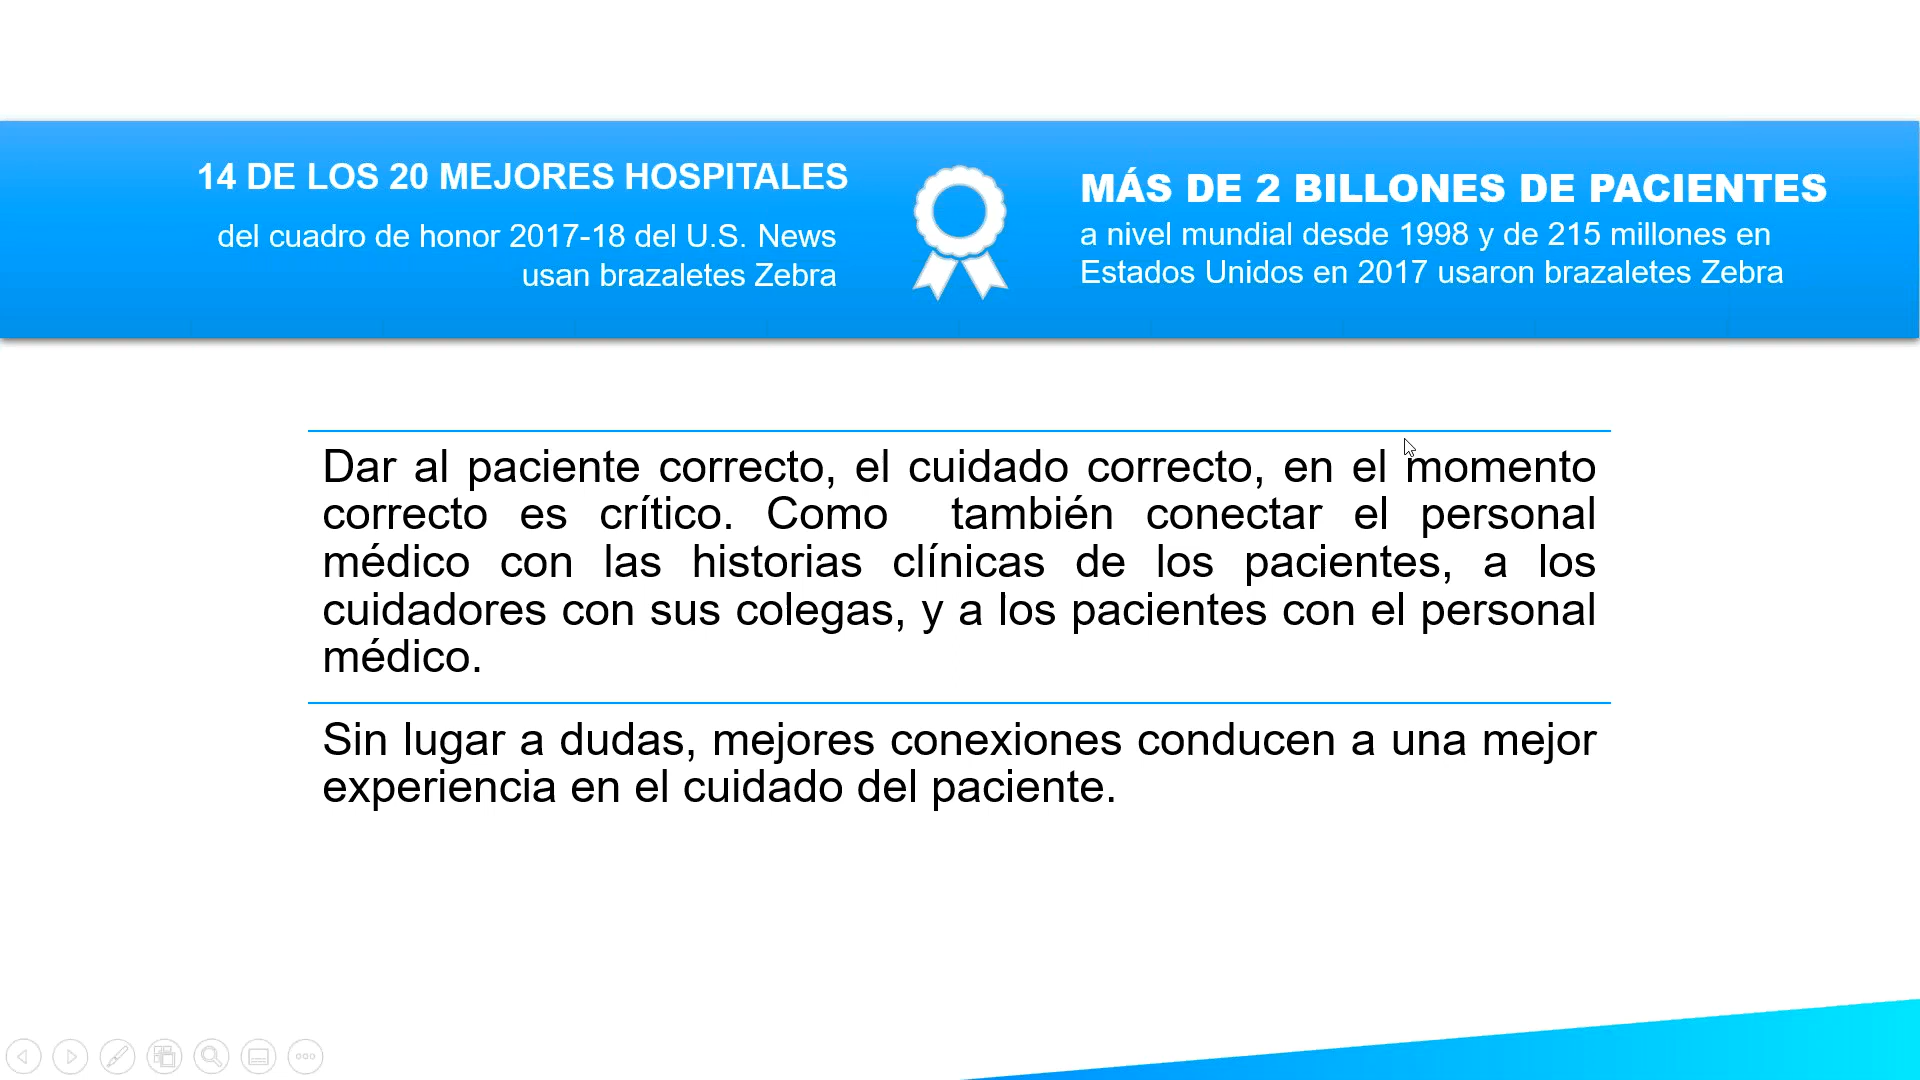 14 DE LOS 20 MEJORES HOSPITALES
del cuadro de honor 2017-18 del U.S. News
usan brazaletes Zebra
MÁS DE 2 BILLONES DE PACIENTES
a nivel mundial desde 1998 y de 215 millones en
Estados Unidos en 2017 usaron brazaletes Zebra
Dar al paciente correcto, el cuidado correcto, en el momento
correcto es crítico. Como también conectar el personal
médico con las historias clínicas de los pacientes, a los
cuidadores con sus colegas, y a los pacientes con el personal
médico.
Sin lugar a dudas, mejores conexiones conducen a una mejor
experiencia en el cuidado del paciente.